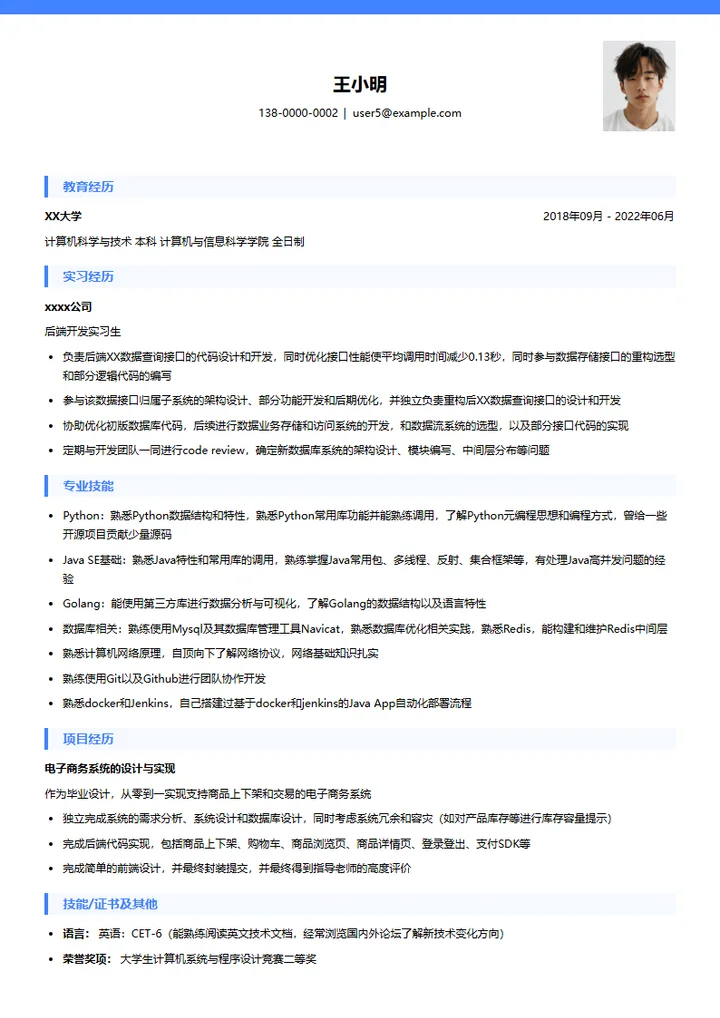 王小明
138-0000-0002 | user5@example.com
教育经历
XX大学 2018年09月 - 2022年06月
计算机科学与技术 本科 计算机与信息科学学院 全日制
实习经历
xxxx公司
后端开发实习生
• 负责后端XX数据查询接口的代码设计和开发，同时优化接口性能使平均调用时间减少0.13秒，同时参与数据存储接口的重构选型
和部分逻辑代码的编写
• 参与该数据接口归属子系统的架构设计、部分功能开发和后期优化，并独立负责重构后XX数据查询接口的设计和开发
• 协助优化初版数据库代码，后续进行数据业务存储和访问系统的开发，和数据流系统的选型，以及部分接口代码的实现
• 定期与开发团队一同进行code review，确定新数据库系统的架构设计、模块编写、中间层分布等问题
专业技能
• Python：熟悉Python数据结构和特性，熟悉Python常用库功能并能熟练调用，了解Python元编程思想和编程方式，曾给一些
开源项目贡献少量源码
• Java SE基础：熟悉Java特性和常用库的调用，熟练掌握Java常用包、多线程、反射、集合框架等，有处理Java高并发问题的经
验
• Golang：能使用第三方库进行数据分析与可视化，了解Golang的数据结构以及语言特性
• 数据库相关：熟练使用Mysql及其数据库管理工具Navicat，熟悉数据库优化相关实践，熟悉Redis，能构建和维护Redis中间层
• 熟悉计算机网络原理，自顶向下了解网络协议，网络基础知识扎实
• 熟练使用Git以及Github进行团队协作开发
• 熟悉docker和Jenkins，自己搭建过基于docker和jenkins的Java App自动化部署流程
项目经历
电子商务系统的设计与实现
作为毕业设计，从零到一实现支持商品上下架和交易的电子商务系统
• 独立完成系统的需求分析、系统设计和数据库设计，同时考虑系统冗余和容灾（如对产品库存等进行库存容量提示）
• 完成后端代码实现，包括商品上下架、购物车、商品浏览页、商品详情页、登录登出、支付SDK等
• 完成简单的前端设计，并最终封装提交，并最终得到指导老师的高度评价
技能/证书及其他
• 语言： 英语：CET-6（能熟练阅读英文技术文档，经常浏览国内外论坛了解新技术变化方向）
• 荣誉奖项： 大学生计算机系统与程序设计竞赛二等奖